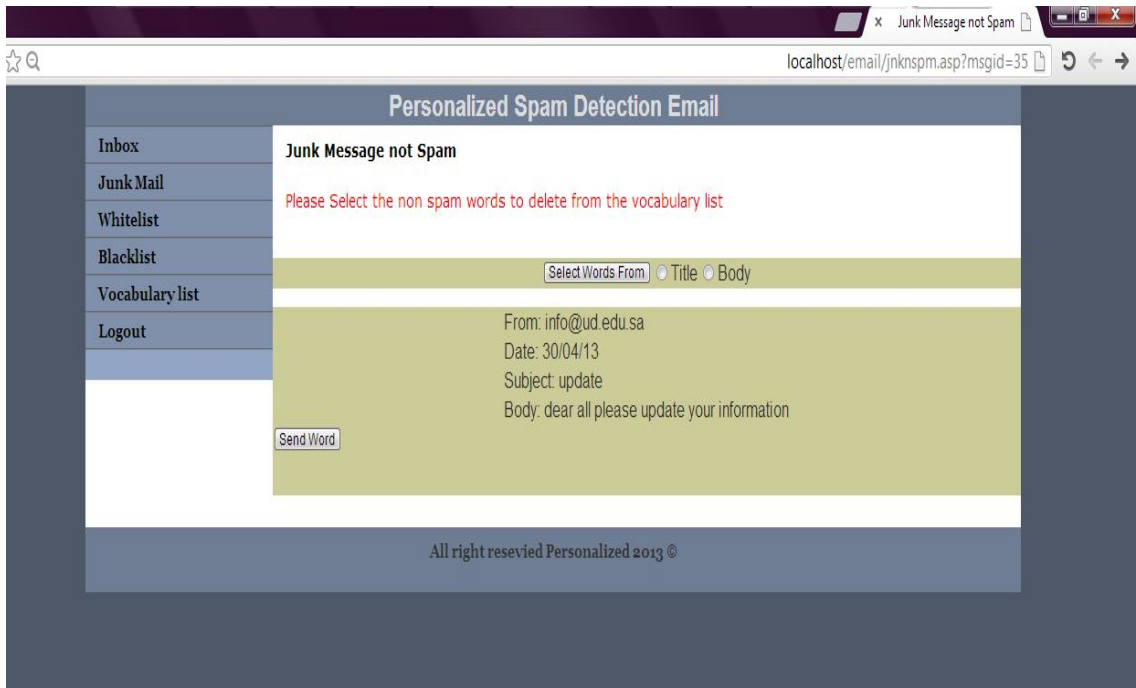 Junk Message not Spam
localhost/email/jnknspm.asp?msgid=35
Personalized Spam Detection Email
Inbox
Junk Mail
Whitelist
Blacklist
Vocabulary list
Logout
Junk Message not Spam
Please Select the non spam words to delete from the vocabulary list
Select Words From Title Body
From: info@ud.edu.sa
Date: 30/04/13
Subject: update
Body: dear all please update your information
Send Word
All right resevied Personalized 2013 ©